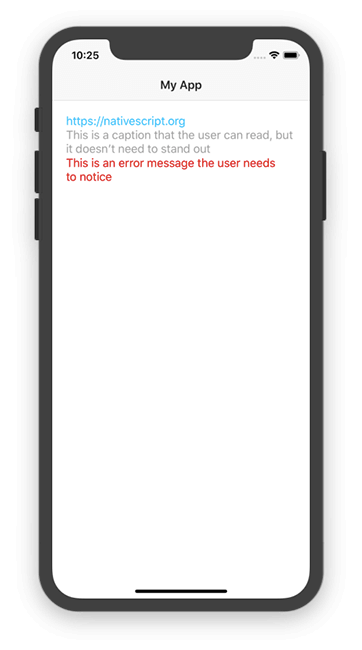 10:25
My App
https://nativescript.org
This is a caption that the user can read, but
it doesn't need to stand out
This is an error message the user needs
to notice